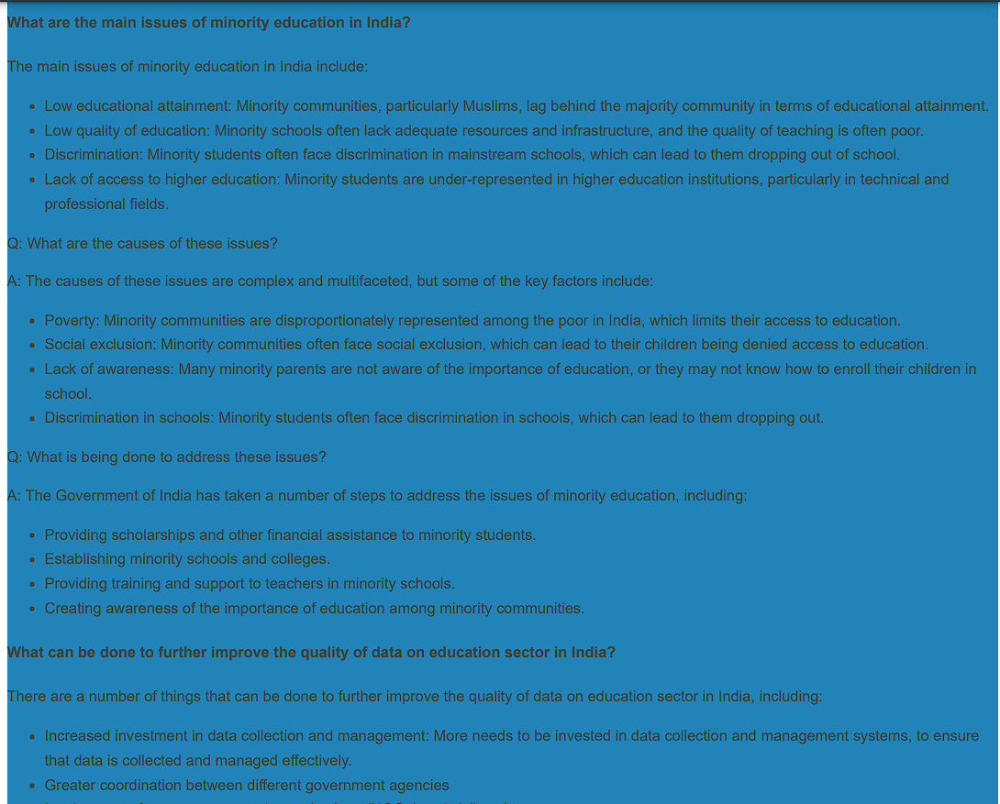 What are the main issues of minority education in India?
The main issues of minority education in India include:
• Low educational attainment: Minority communities, particularly Muslims, lag behind the majority community in terms of educational attainment.
• Low quality of education: Minority schools often lack adequate resources and infrastructure, and the quality of teaching is often poor.
• Discrimination: Minority students often face discrimination in mainstream schools, which can lead to them dropping out of school.
• Lack of access to higher education: Minority students are under-represented in higher education institutions, particularly in technical and
professional fields.
Q: What are the causes of these issues?
A: The causes of these issues are complex and multifaceted, but some of the key factors include:
• Poverty: Minority communities are disproportionately represented among the poor in India, which limits their access to education.
• Social exclusion: Minority communities often face social exclusion, which can lead to their children being denied access to education.
• Lack of awareness: Many minority parents are not aware of the importance of education, or they may not know how to enroll their children in
school.
• Discrimination in schools: Minority students often face discrimination in schools, which can lead to them dropping out.
Q: What is being done to address these issues?
A: The Government of India has taken a number of steps to address the issues of minority education, including:
• Providing scholarships and other financial assistance to minority students.
• Establishing minority schools and colleges.
• Providing training and support to teachers in minority schools.
• Creating awareness of the importance of education among minority communities.
What can be done to further improve the quality of data on education sector in India?
There are a number of things that can be done to further improve the quality of data on education sector in India, including:
• Increased investment in data collection and management: More needs to be invested in data collection and management systems, to ensure
that data is collected and managed effectively.
• Greater coordination between different government agencies